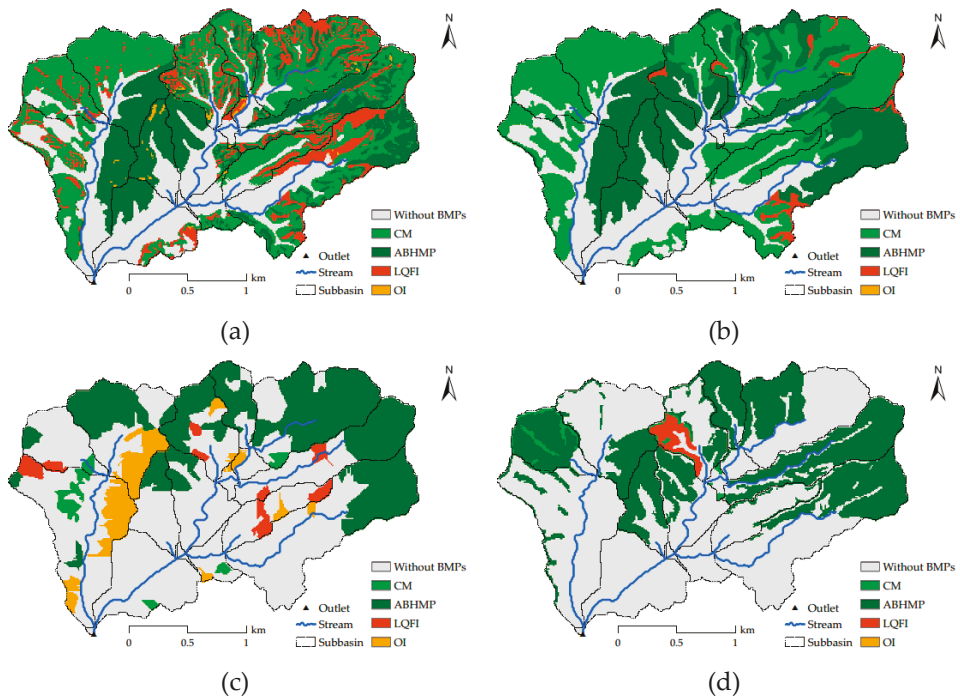 N
Without BMPs
CM
ABHMP
LQFI
OI
Outlet
Stream
Subbasin
0 0.5 1
km
(a)
N
Without BMPs
CM
ABHMP
LQFI
OI
Outlet
Stream
Subbasin
0 0.5 1
km
(b)
N
Without BMPs
CM
ABHMP
LQFI
OI
Outlet
Stream
Subbasin
0 0.5 1
km
(c)
N
Without BMPs
CM
ABHMP
LQFI
OI
Outlet
Stream
Subbasin
0 0.5 1
km
(d)